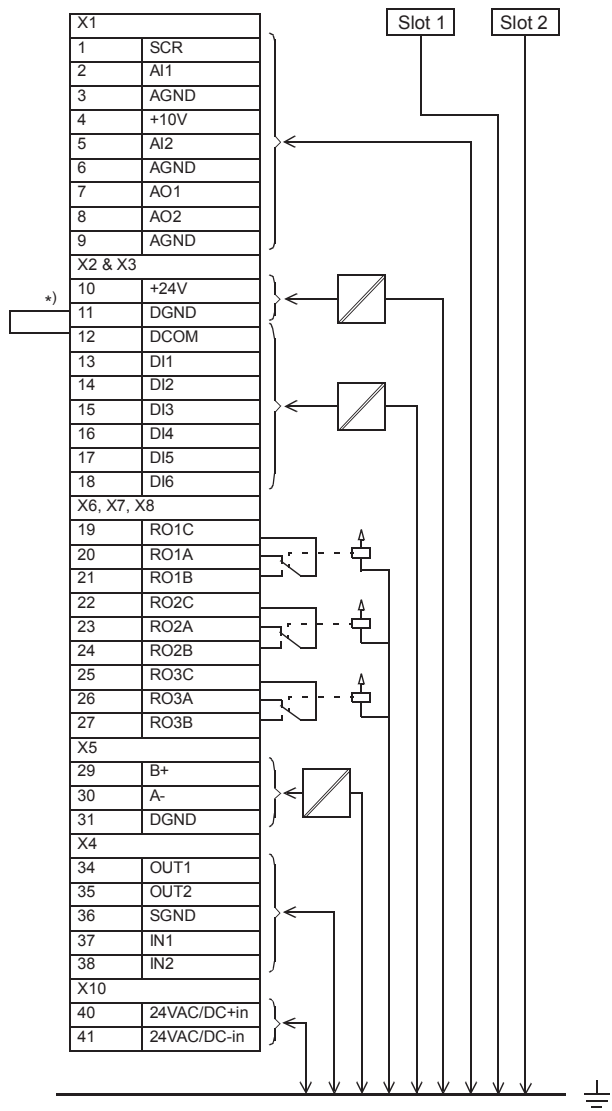 Slot 1 Slot 2
X1
1 SCR
2 AI1
3 AGND
4 +10V
5 AI2
6 AGND
7 AO1
8 AO2
9 AGND
X2 & X3
10 +24V
*)
11 DGND
12 DCOM
13 DI1
14 DI2
15 DI3
16 DI4
17 DI5
18 DI6
X6, X7, X8
19 RO1C
20 RO1A
21 RO1B
22 RO2C
23 RO2A
24 RO2B
25 RO3C
26 RO3A
27 RO3B
X5
29 B+
30 A-
31 DGND
X4
34 OUT1
35 OUT2
36 SGND
37 IN1
38 IN2
X10
40 24VAC/DC+in
41 24VAC/DC-in